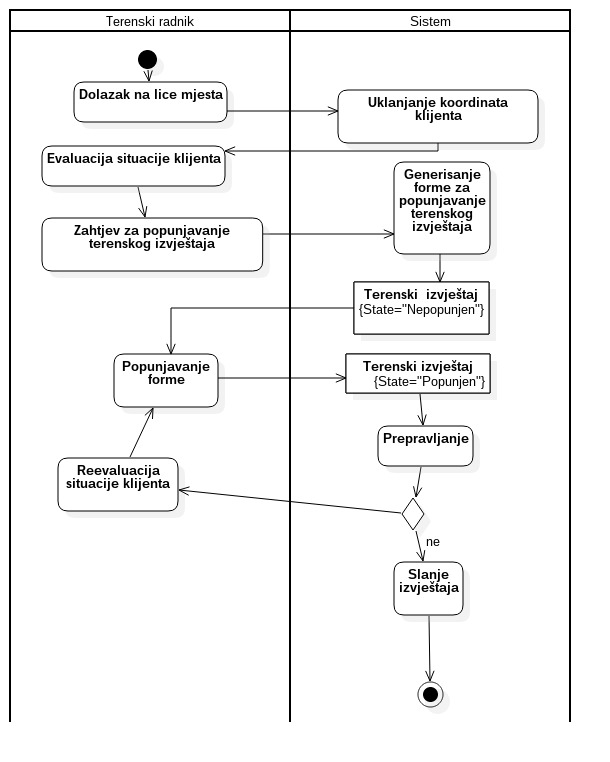 Terenski radnik
Sistem
Dolazak na lice mjesta
Uklanjanje koordinata
klijenta
Evaluacija situacije klijenta
Generisanje
forme za
popunjavanje
terenskog
izvještaja
Zahtjev za popunjavanje
terenskog izvještaja
Terenski  izvještaj
{State="Nepopunjen"}
Popunjavanje
forme
Terenski izvještaj
{State="Popunjen"}
Prepravljanje
Reevaluacija
situacije klijenta
ne
Slanje
izvještaja